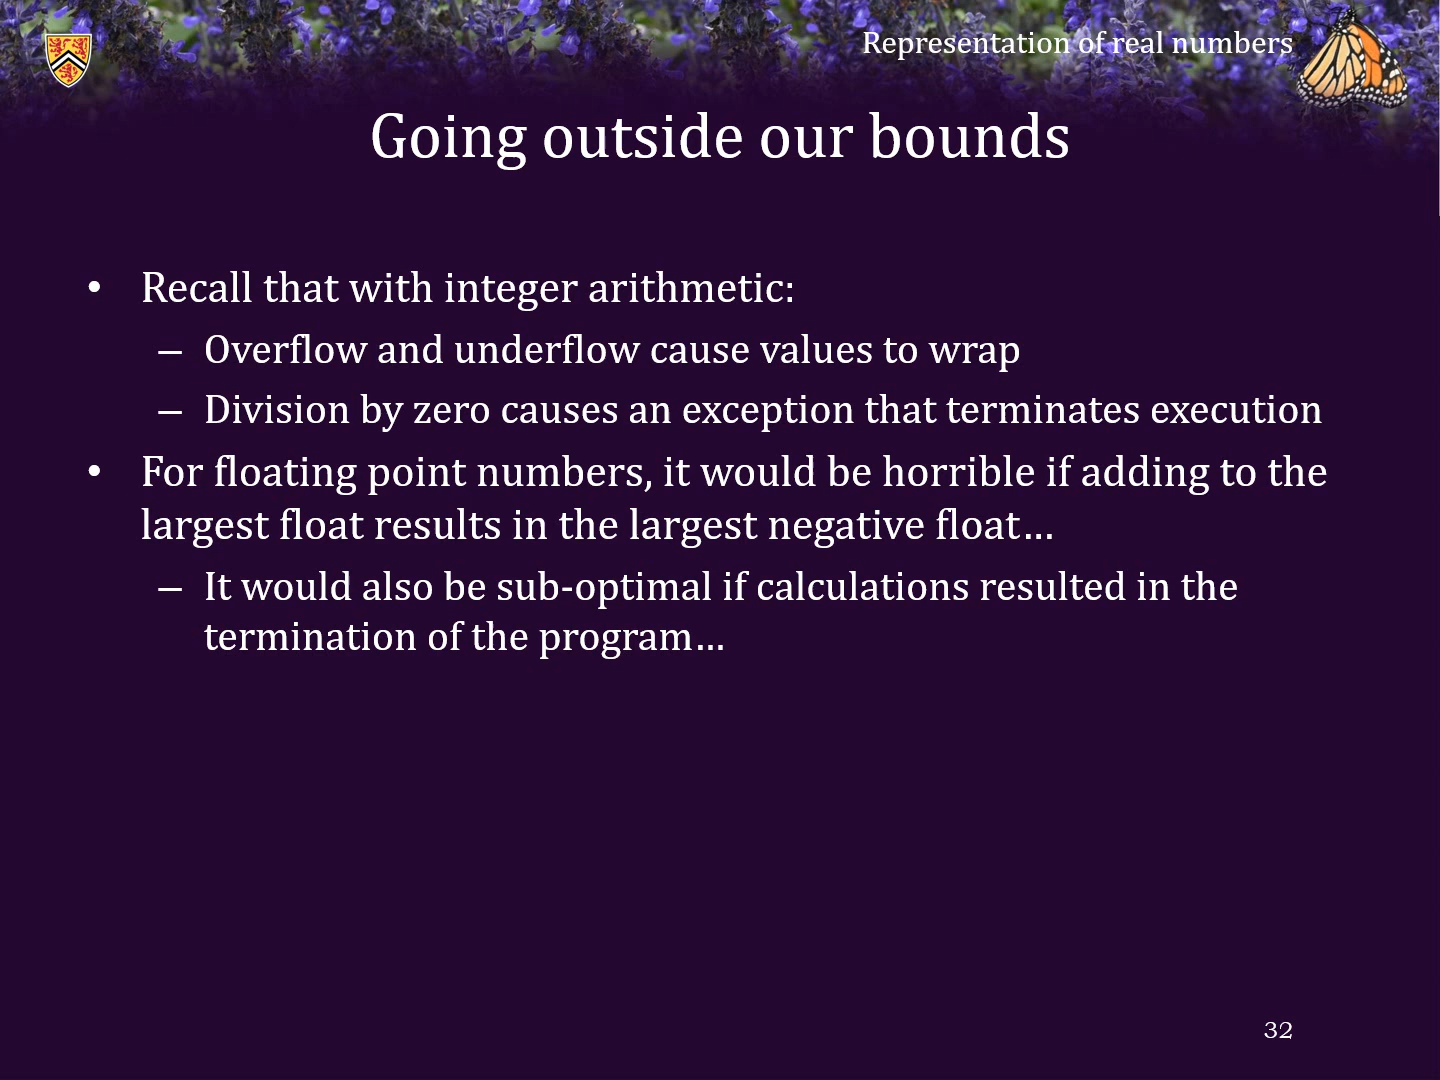 Representation of real numbers
Going outside our bounds
• Recall that with integer arithmetic:
– Overflow and underflow cause values to wrap
– Division by zero causes an exception that terminates execution
• For floating point numbers, it would be horrible if adding to the
largest float results in the largest negative float…
– It would also be sub-optimal if calculations resulted in the
termination of the program…
32